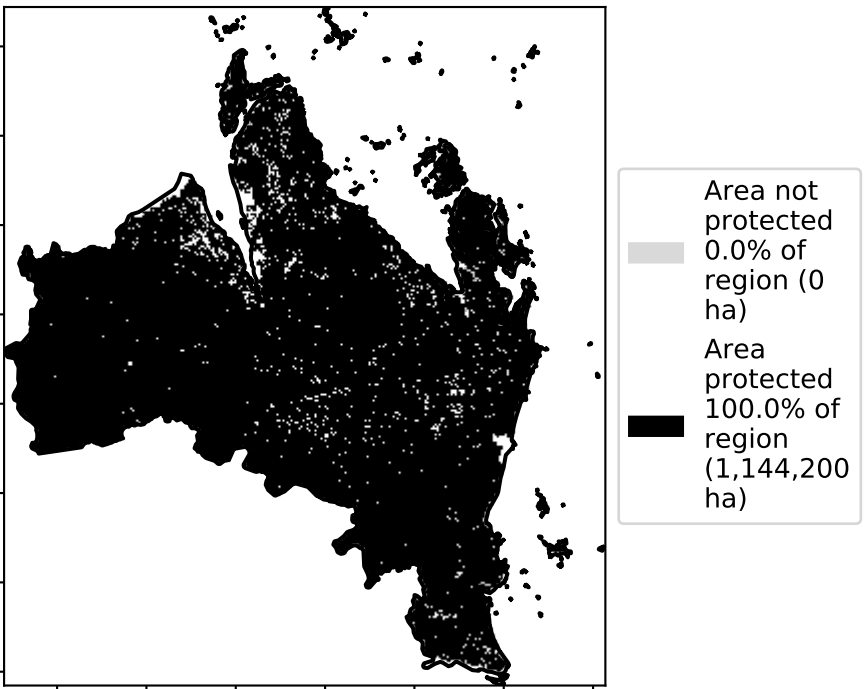 Area not
protected
0.0% of
region (0
ha)
Area
protected
100.0% of
region
(1,144,200
ha)